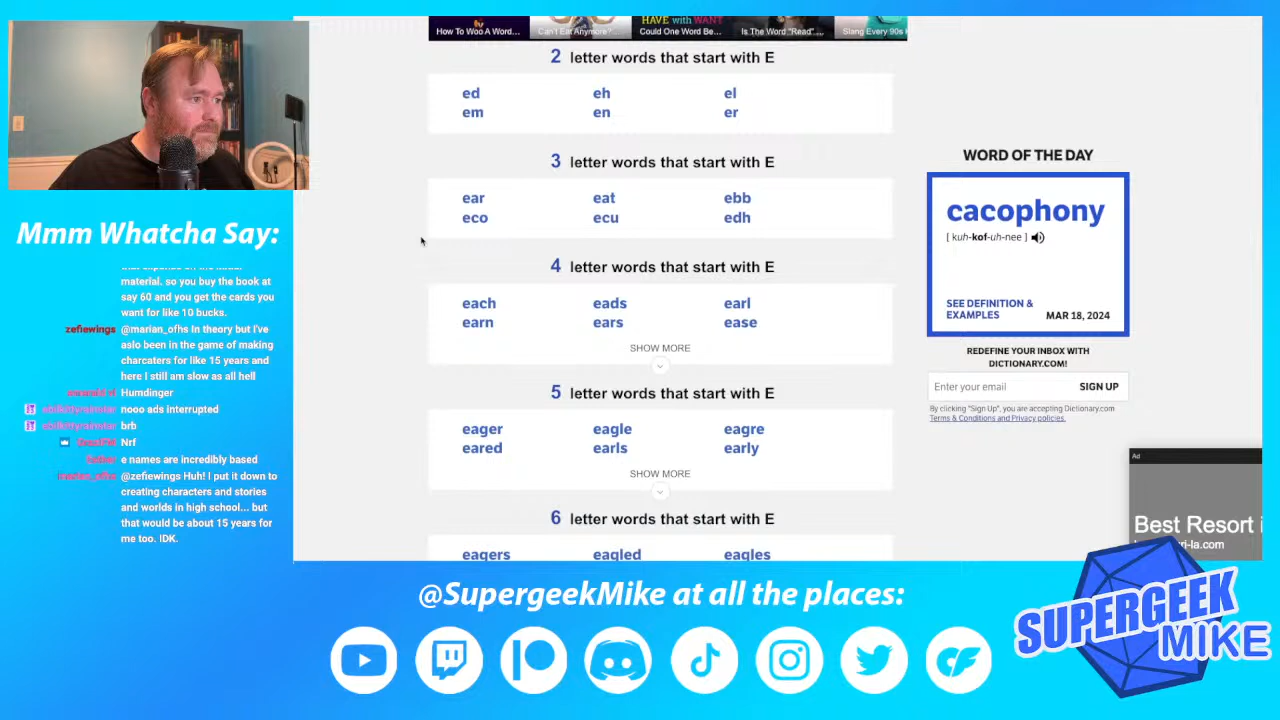 How To Woo A Word...
Can't Eat Anymore
HAVE with WANT
Could One Word Be...
Is The Word "Read"
Slang Every 90s
2 letter words that start with E
ed eh el
em en er
3 letter words that start with E
ear eat ebb
eco ecu edh
4 letter words that start with E
each eads earl
earn ears ease
SHOW MORE
5 letter words that start with E
eager eagle eagre
eared earls early
SHOW MORE
6 letter words that start with E
eagers eagled eagles
WORD OF THE DAY
cacophony
[ kuh-kof-uh-nee ]
SEE DEFINITION &
EXAMPLES MAR 18, 2024
REDEFINE YOUR INBOX WITH
DICTIONARY.COM!
Enter your email SIGN UP
By clicking "Sign Up", you are accepting Dictionary.com
Terms & Conditions and Privacy policies.
Ad
Best Resort i
ri-la.com
Mmm Whatcha Say:
material. so you buy the book at
say 60 and you get the cards you
want for like 10 bucks.
zefiewings @marian_ofhs In theory but I've
aslo been in the game of making
charcaters for like 15 years and
here I still am slow as all hell
Humdinger
nooo ads interrupted
brb
Nrf
e names are incredibly based
@zefiewings Huh! I put it down to
creating characters and stories
and worlds in high school... but
that would be about 15 years for
me too. IDK.
@SupergeekMike at all the places:
SUPERGEEK
MIKE